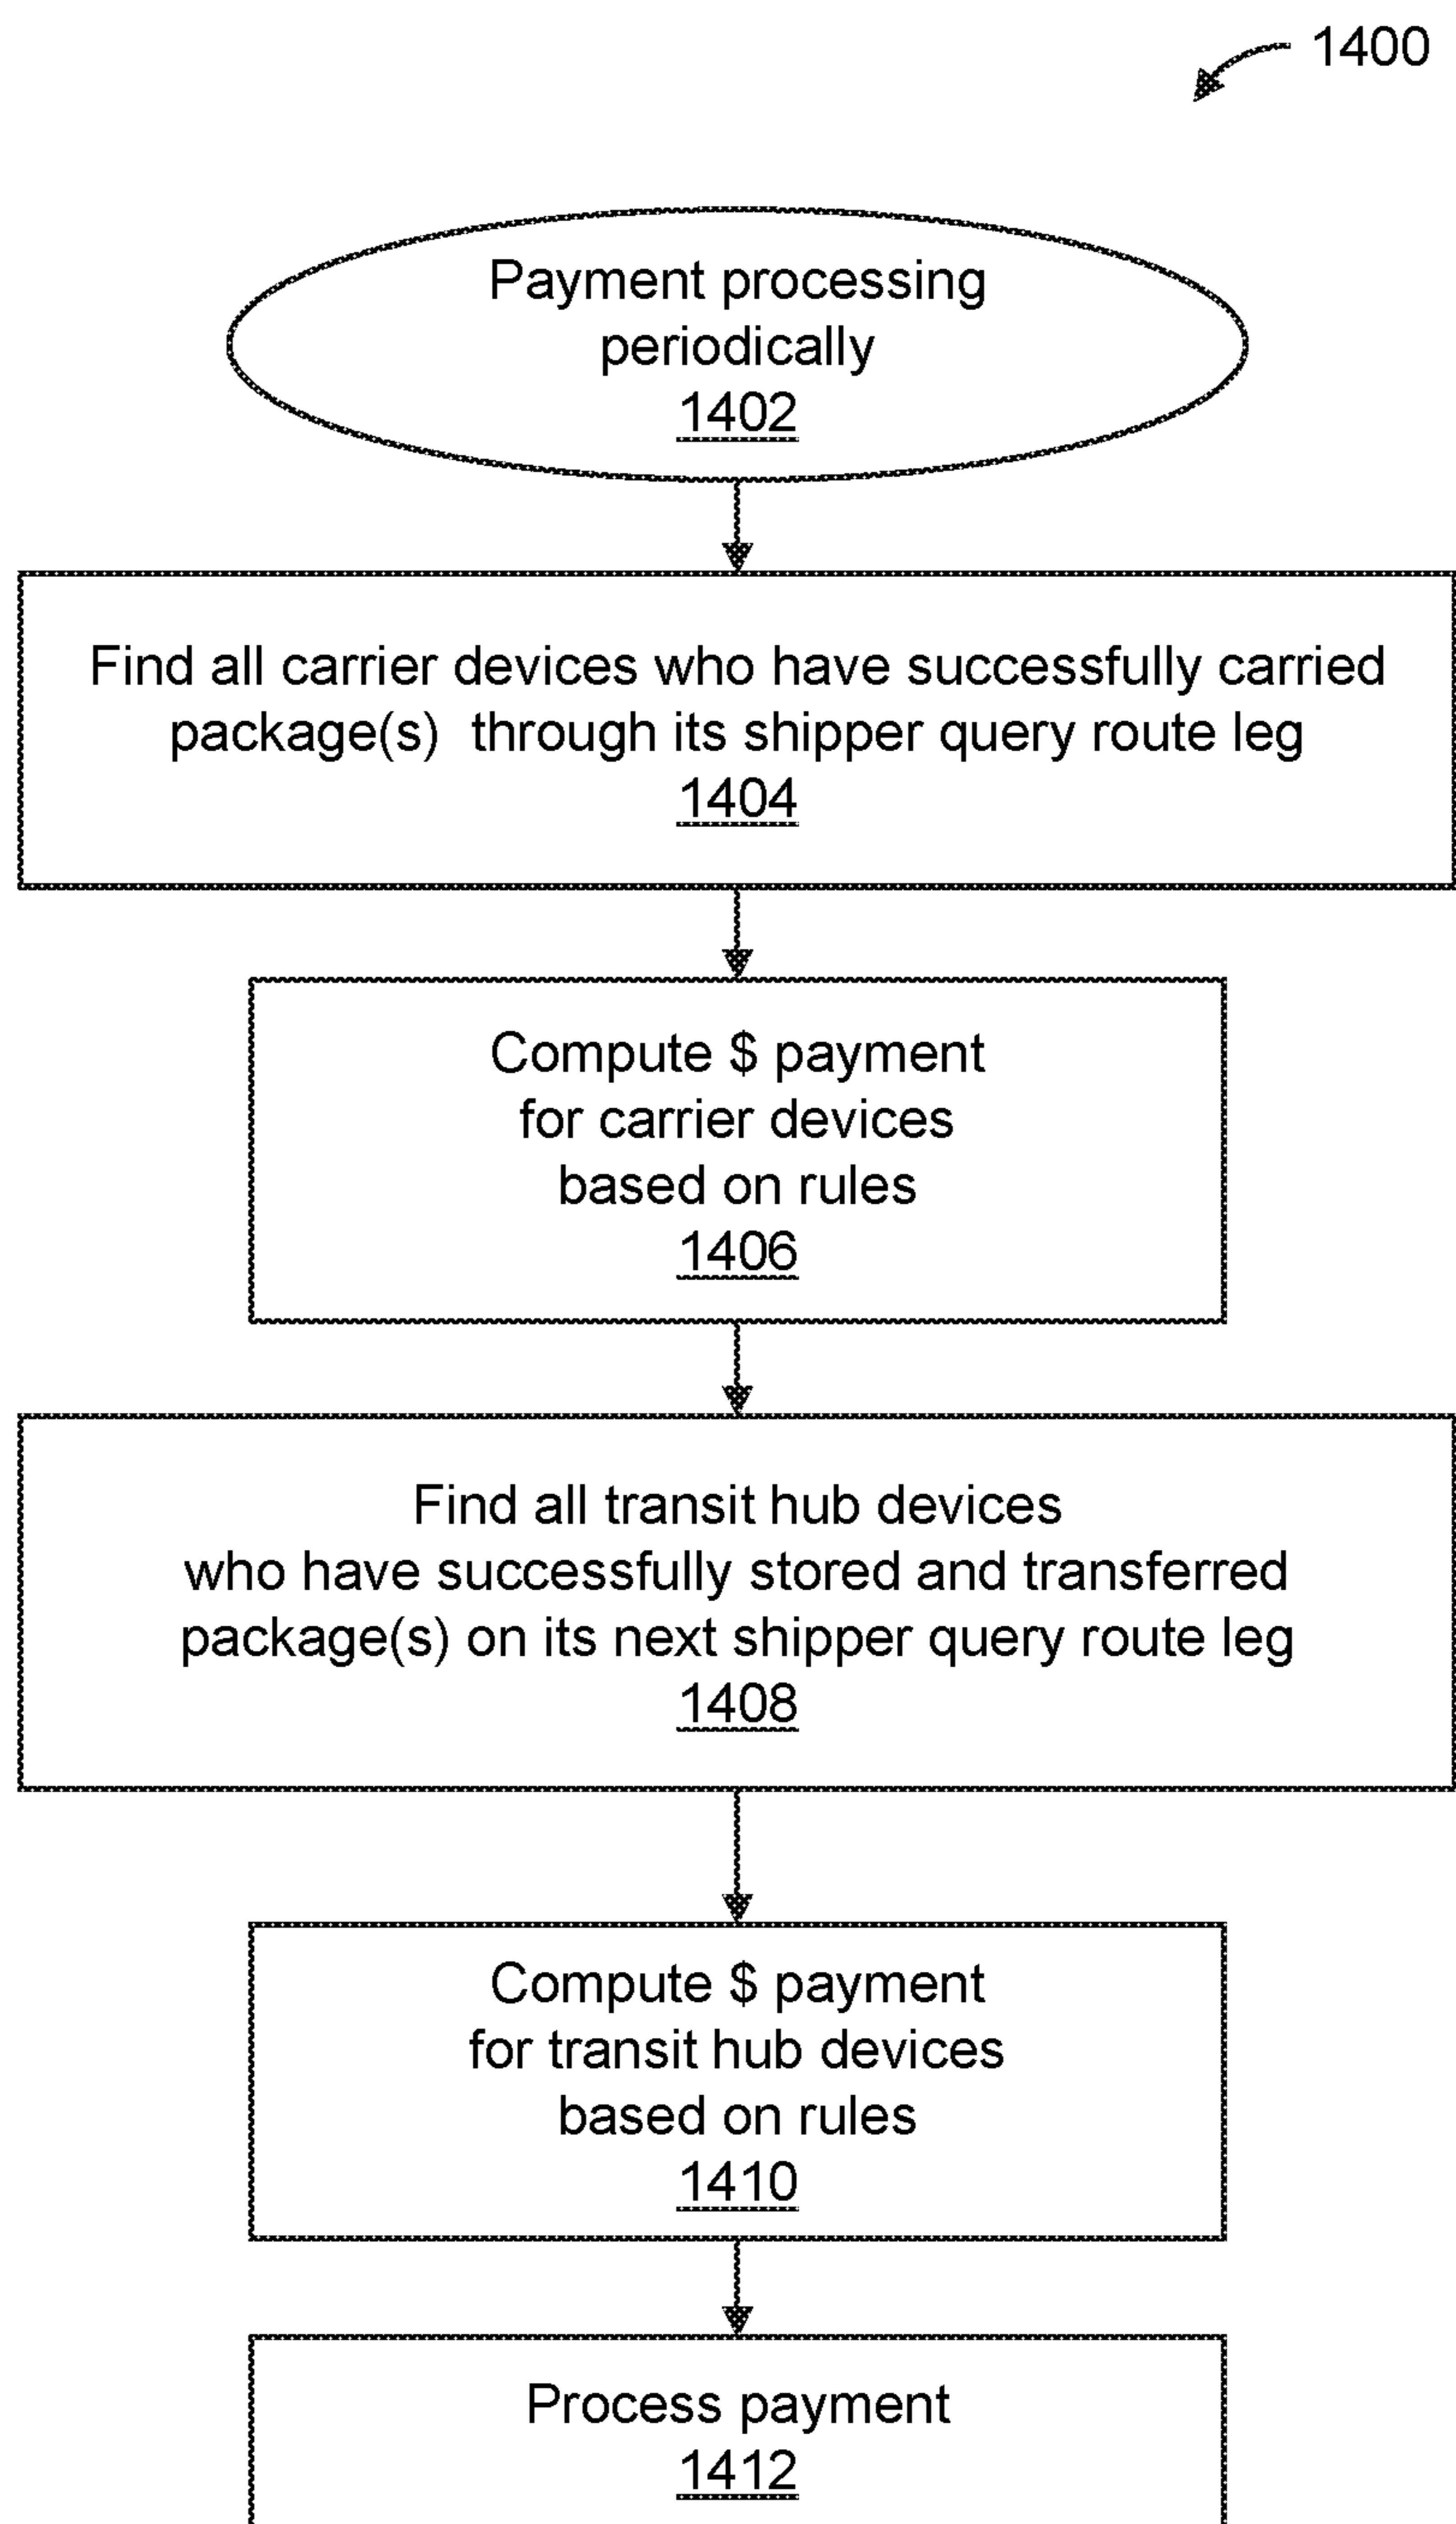 1400
Payment processing
periodically
1402
Find all carrier devices who have successfully carried
package(s) through its shipper query route leg
1404
Compute $ payment
for carrier devices
based on rules
1406
Find all transit hub devices
who have successfully stored and transferred
package(s) on its next shipper query route leg
1408
Compute $ payment
for transit hub devices
based on rules
1410
Process payment
1412